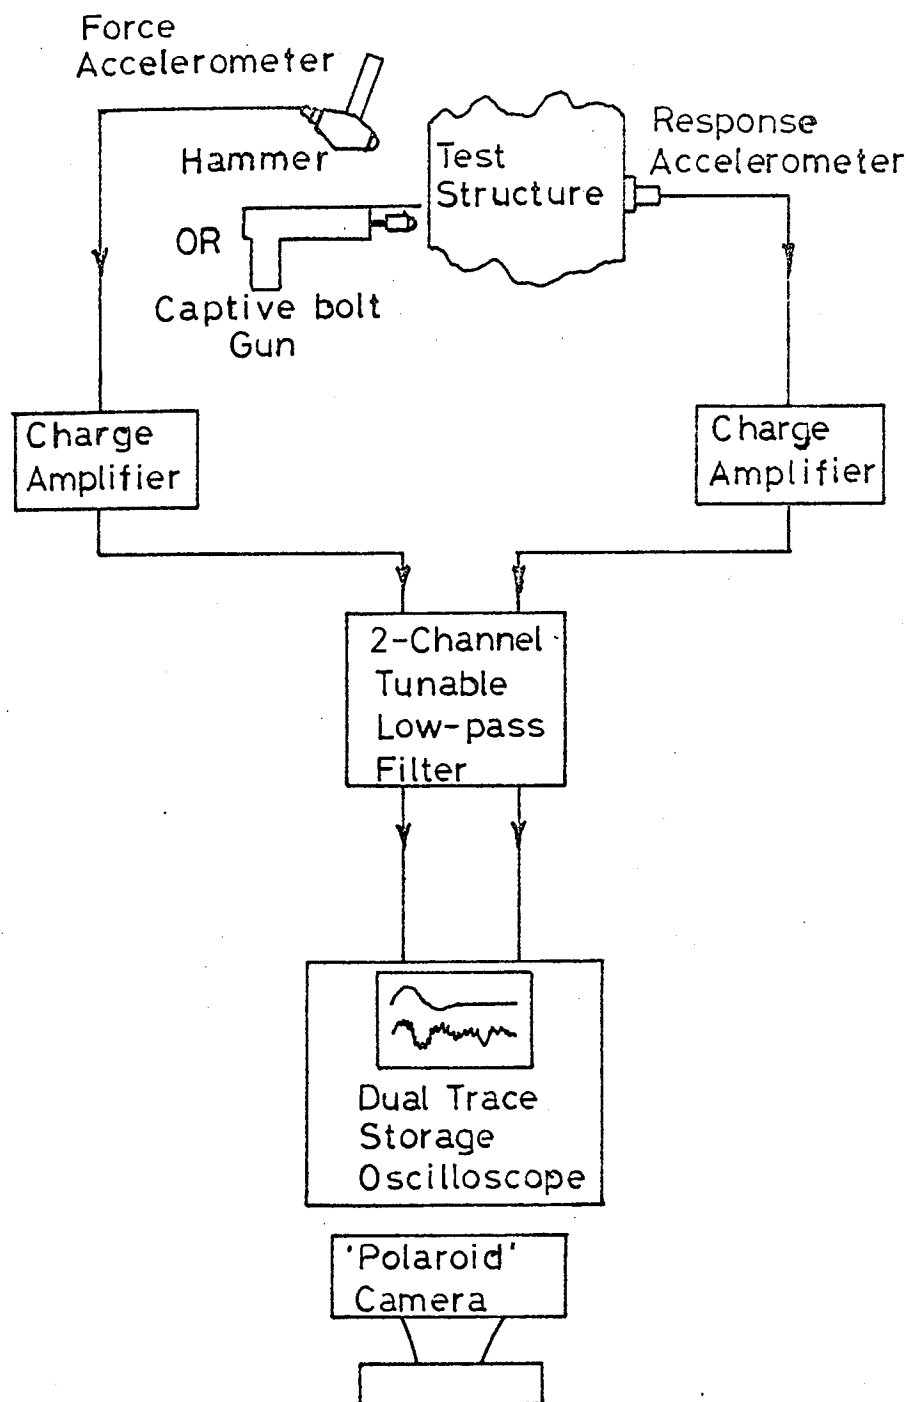 Force
Accelerometer
Hammer
OR
Captive bolt
Gun
Test
Structure
Response
Accelerometer
Charge
Amplifier
Charge
Amplifier
2-Channel
Tunable
Low-pass
Filter
Dual Trace
Storage
Oscilloscope
'Polaroid'
Camera